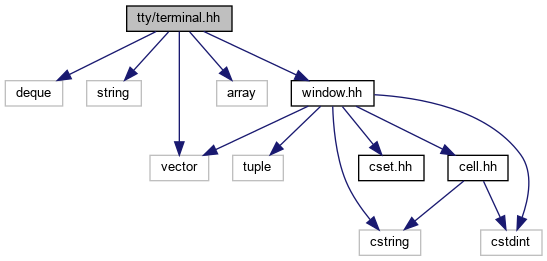 tty/terminal.hh
deque
string
array
window.hh
vector
tuple
cset.hh
cell.hh
cstring
cstdint